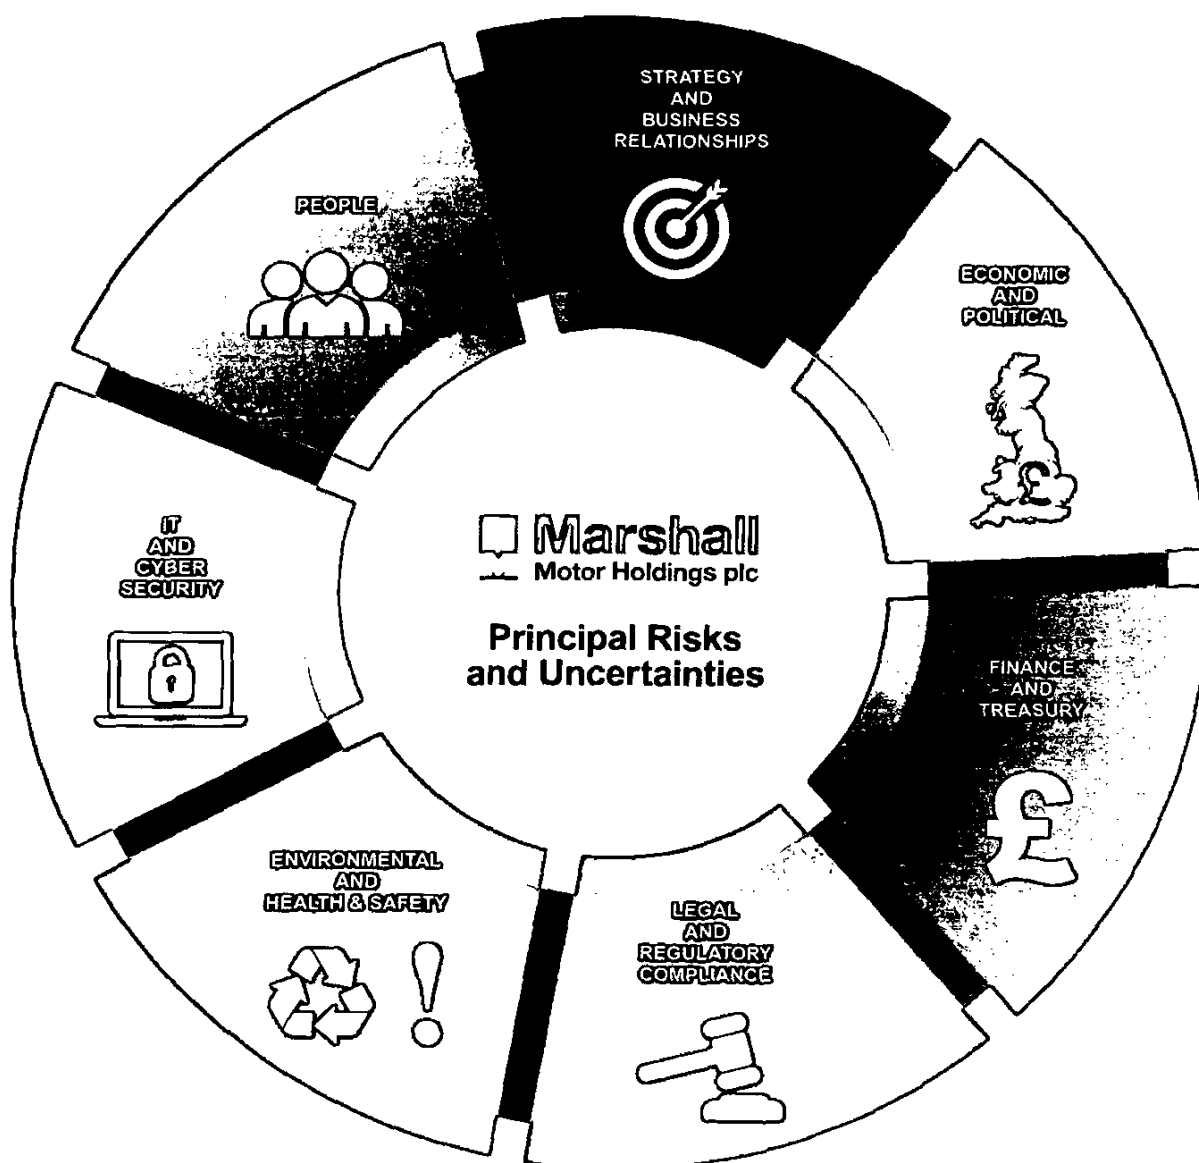 STRATEGY
AND
BUSINESS
RELATIONSHIPS
ECONOMIC
AND
POLITICAL
£
FINANCE
AND
TREASURY
£
LEGAL
AND
REGULATORY
COMPLIANCE
ENVIRONMENTAL
AND
HEALTH & SAFETY
!
IT
AND
CYBER
SECURITY
PEOPLE
Marshall
Motor Holdings plc
Principal Risks
and Uncertainties